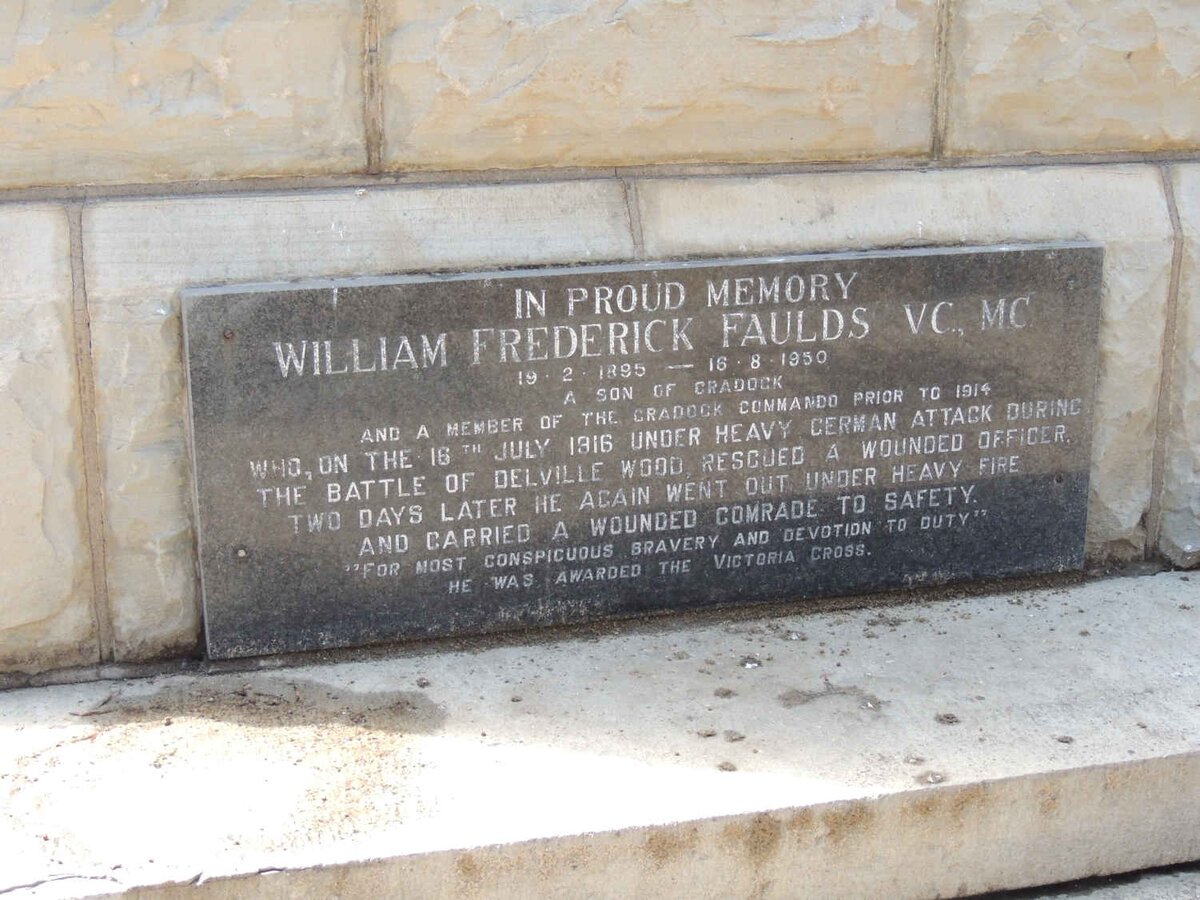 IN PROUD MEMORY
WILLIAM FREDERICK FAULDS VC., MC
19 · 2 · 1895 — 16 · 8 · 1950
A SON OF CRADOCK
AND A MEMBER OF THE CRADOCK COMMANDO PRIOR TO 1914
WHO, ON THE 16TH JULY 1916 UNDER HEAVY GERMAN ATTACK DURING
THE BATTLE OF DELVILLE WOOD, RESCUED A WOUNDED OFFICER.
TWO DAYS LATER HE AGAIN WENT OUT UNDER HEAVY FIRE
AND CARRIED A WOUNDED COMRADE TO SAFETY.
"FOR MOST CONSPICUOUS BRAVERY AND DEVOTION TO DUTY"
HE WAS AWARDED THE VICTORIA CROSS.